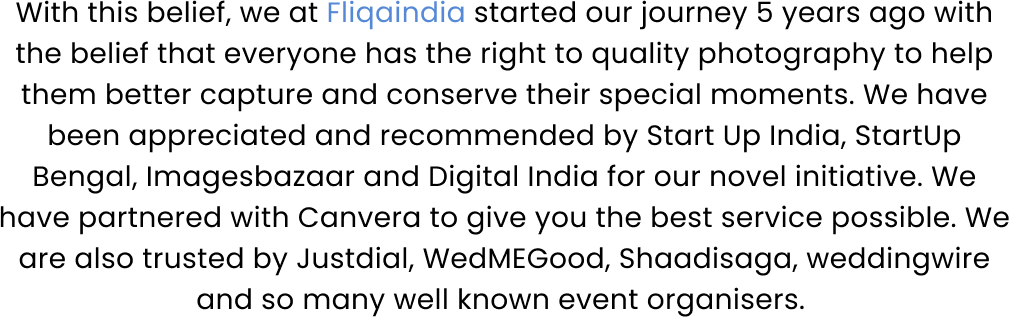 With this belief, we at Fliqaindia started our journey 5 years ago with
the belief that everyone has the right to quality photography to help
them better capture and conserve their special moments. We have
been appreciated and recommended by Start Up India, StartUp
Bengal, Imagesbazaar and Digital India for our novel initiative. We
have partnered with Canvera to give you the best service possible. We
are also trusted by Justdial, WedMEGood, Shaadisaga, weddingwire
and so many well known event organisers.